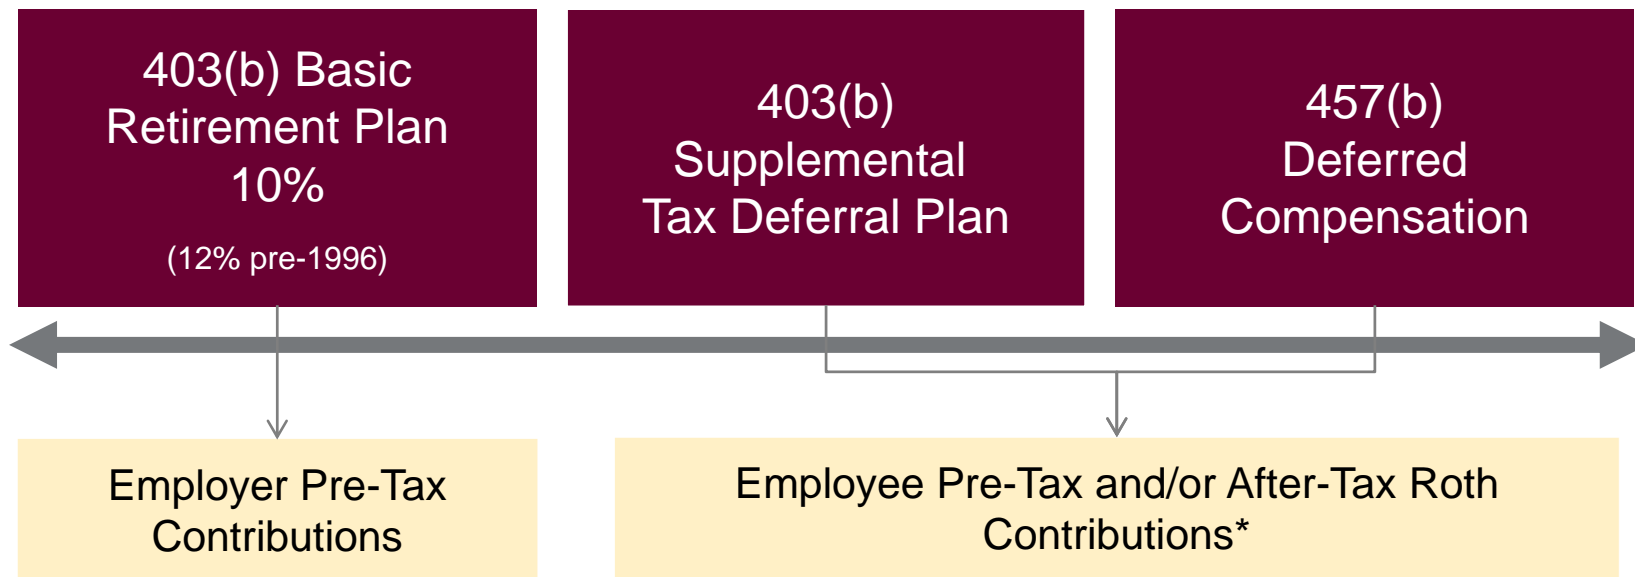 403(b) Basic
Retirement Plan
10%
(12% pre-1996)
403(b)
Supplemental
Tax Deferral Plan
457(b)
Deferred
Compensation
Employer Pre-Tax
Contributions
Employee Pre-Tax and/or After-Tax Roth
Contributions*